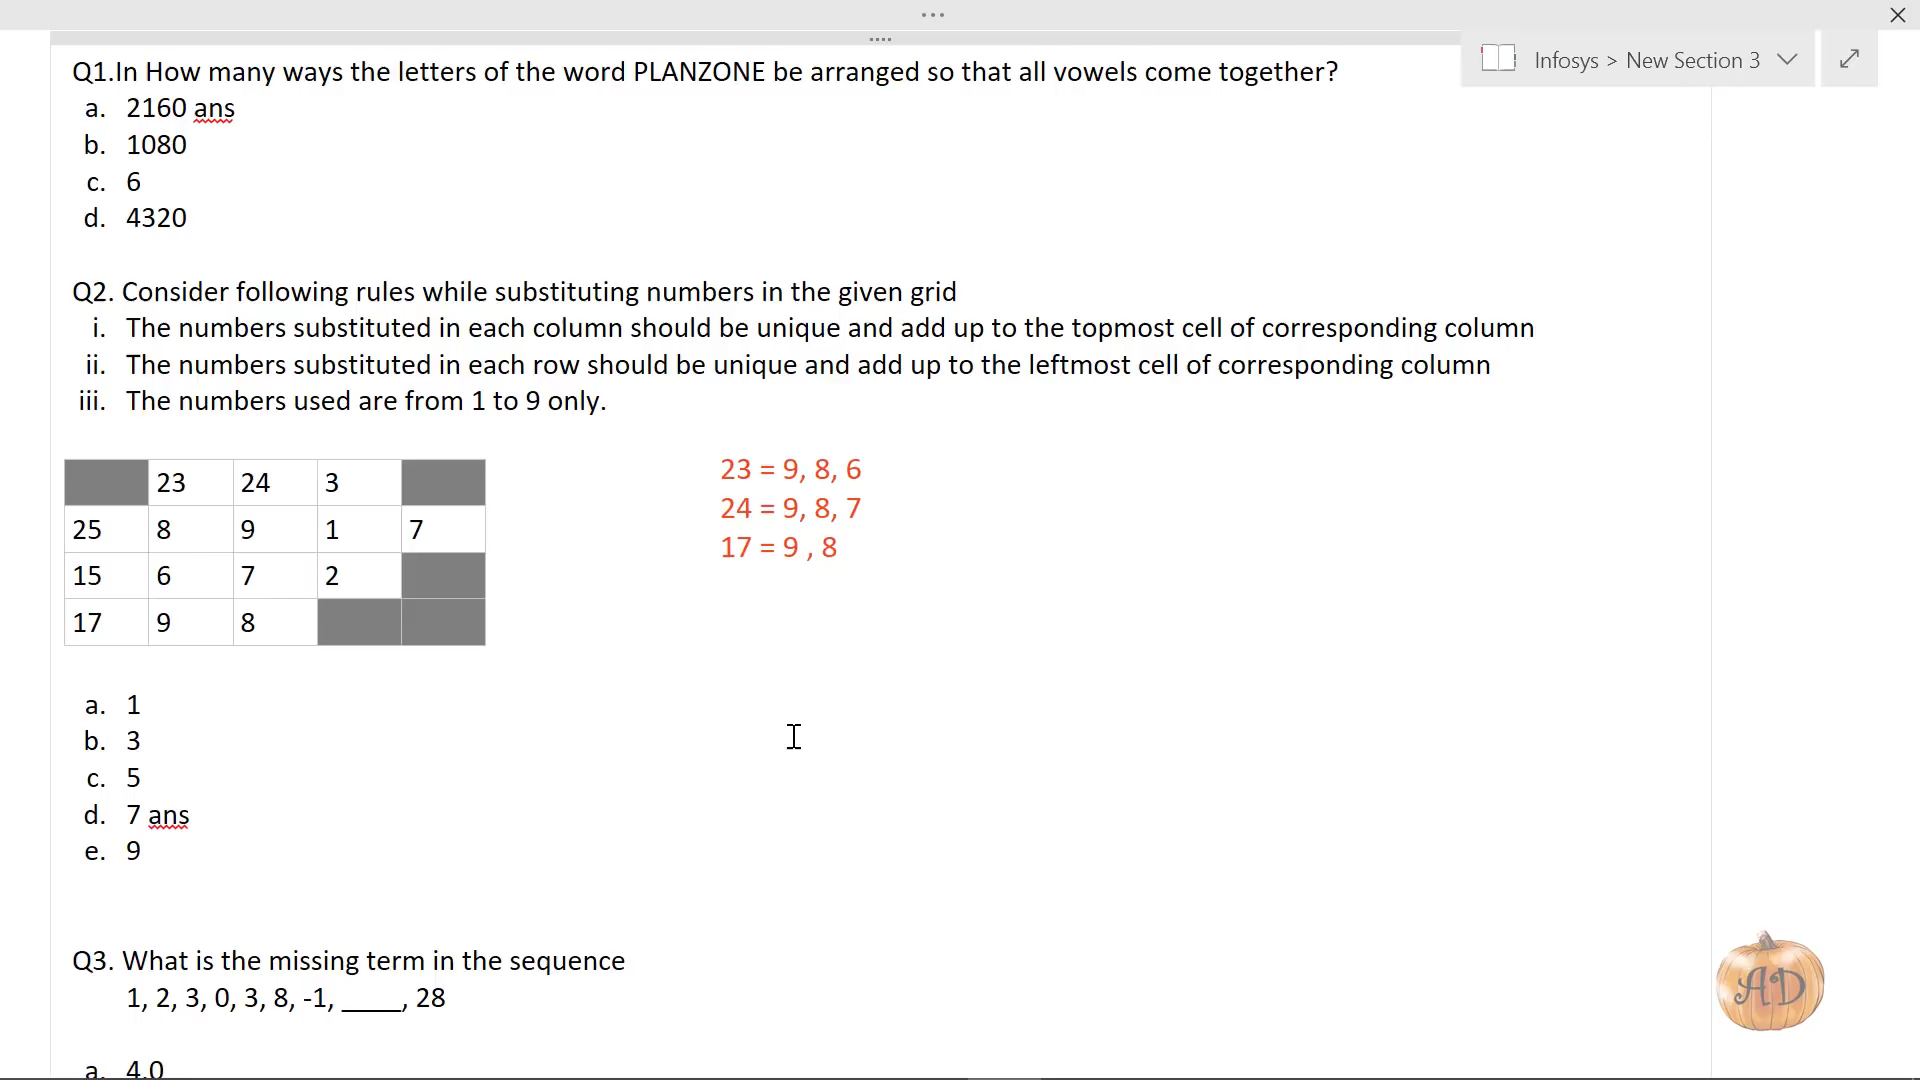 Infosys > New Section 3
Q1.In How many ways the letters of the word PLANZONE be arranged so that all vowels come together?
a. 2160 ans
b. 1080
c. 6
d. 4320
Q2. Consider following rules while substituting numbers in the given grid
i. The numbers substituted in each column should be unique and add up to the topmost cell of corresponding column
ii. The numbers substituted in each row should be unique and add up to the leftmost cell of corresponding column
iii. The numbers used are from 1 to 9 only.
23 24 3
25 8 9 1 7
15 6 7 2
17 9 8
23 = 9, 8, 6
24 = 9, 8, 7
17 = 9 , 8
a. 1
b. 3
c. 5
d. 7 ans
e. 9
Q3. What is the missing term in the sequence
1, 2, 3, 0, 3, 8, -1, ____, 28
a. 4.0
AD